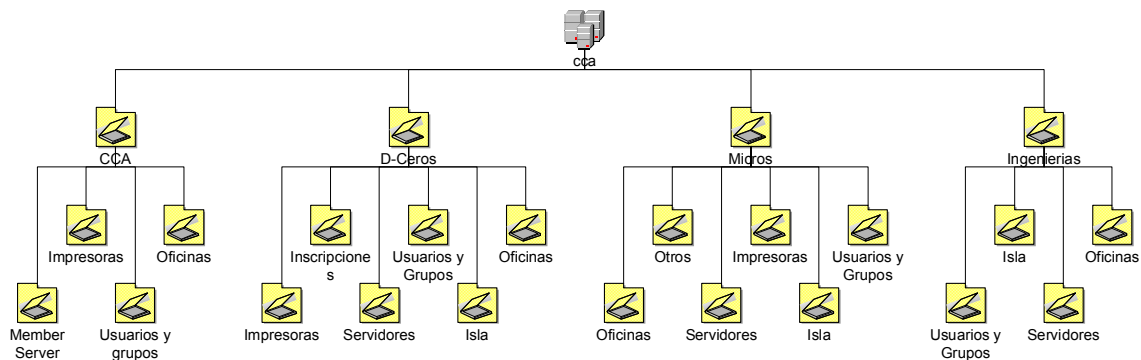 cca
CCA
D-Ceros
Micros
Ingenierias
Impresoras
Oficinas
Inscripcione
s
Usuarios y
Grupos
Oficinas
Otros
Impresoras
Usuarios y
Grupos
Isla
Oficinas
Member
Server
Usuarios y
grupos
Impresoras
Servidores
Isla
Oficinas
Servidores
Isla
Usuarios y
Grupos
Servidores